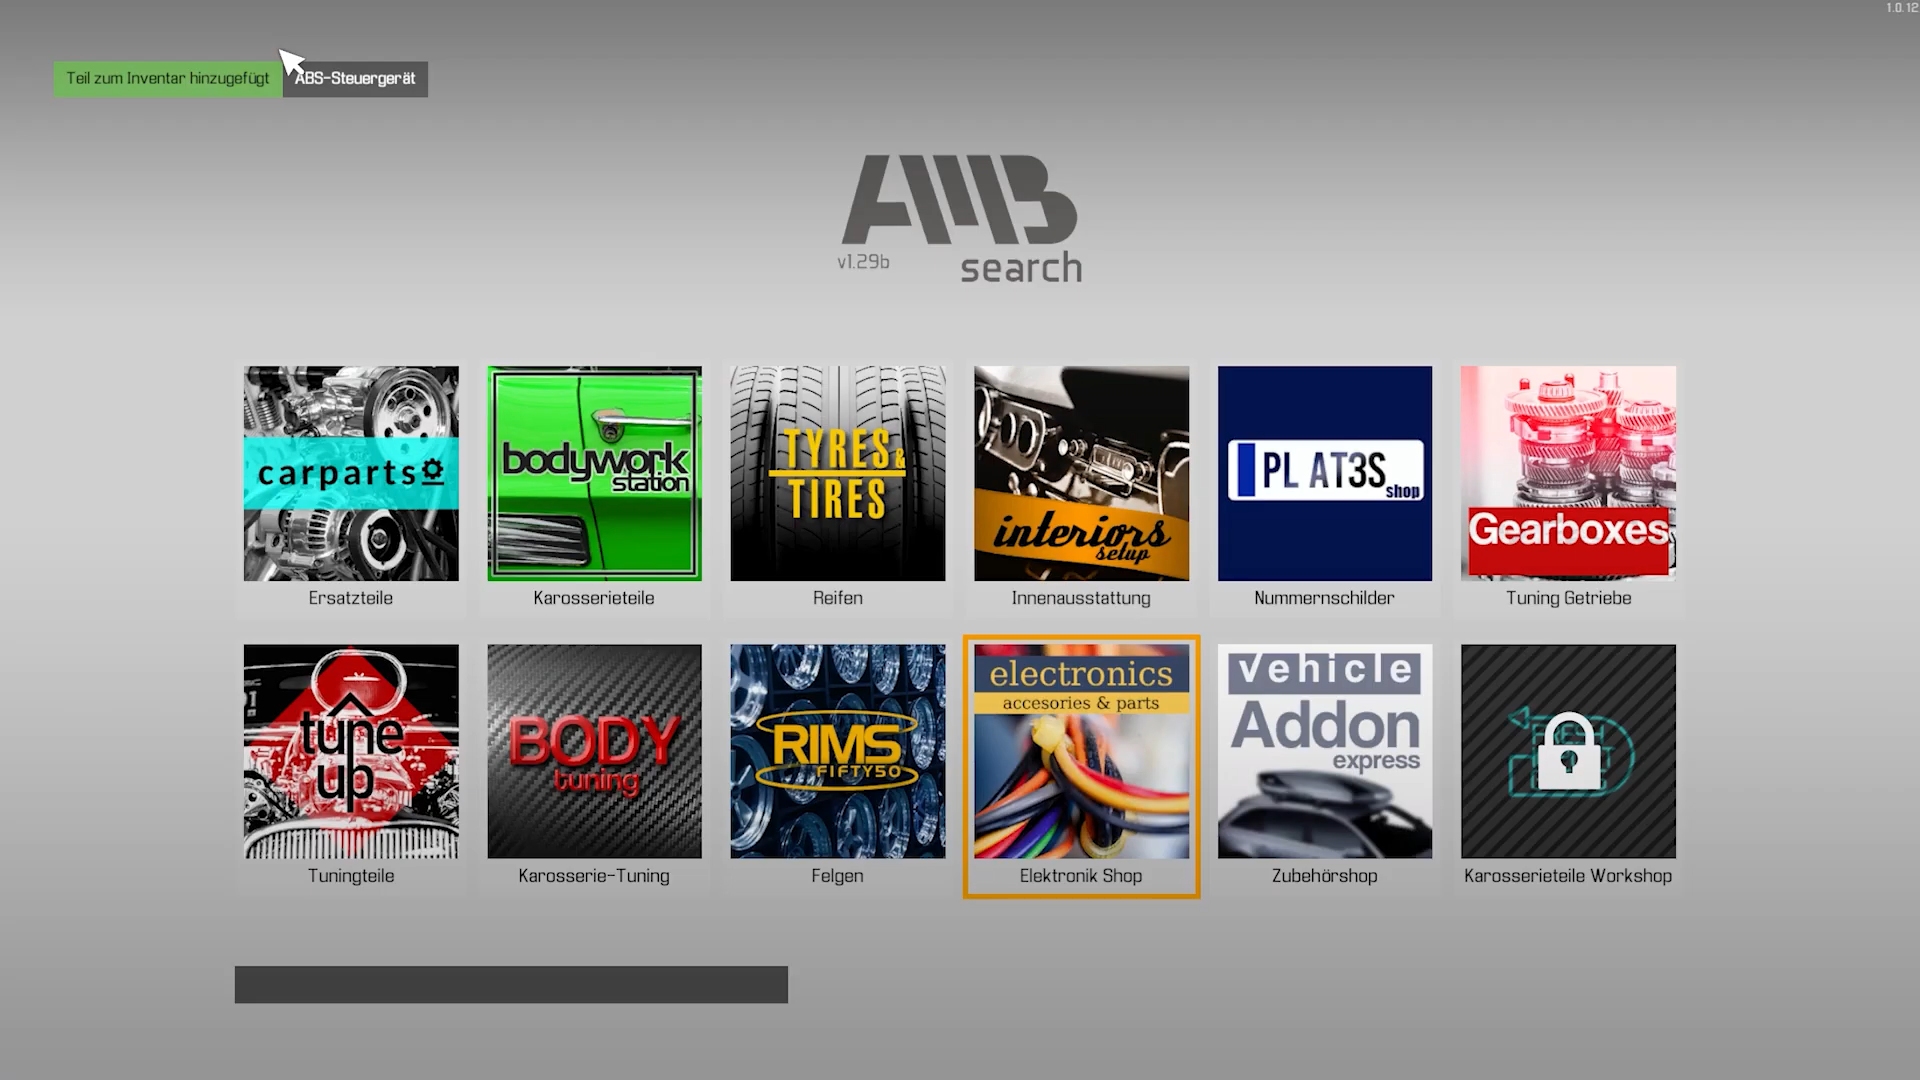 1.0.12
Teil zum Inventar hinzugefügt
ABS-Steuergerät
AMB
v1.29b
search
carparts
bodywork
station
TYRES &
TIRES
interiors
setup
PL AT3S
shop
Gearboxes
Ersatzteile
Karosserieteile
Reifen
Innenausstattung
Nummernschilder
Tuning Getriebe
tune
up
BODY
tuning
RIMS
FIFTY50
electronics
accesories & parts
vehicle
Addon
express
FRESH
Tuningteile
Karosserie-Tuning
Felgen
Elektronik Shop
Zubehörshop
Karosserieteile Workshop